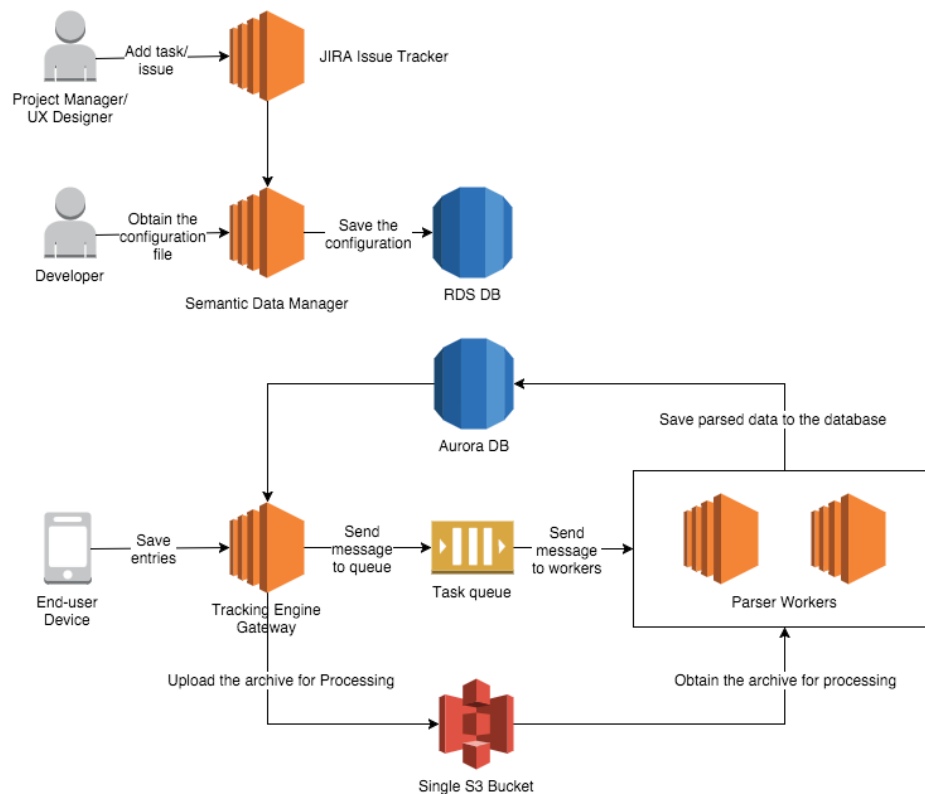 Add task/
issue
JIRA Issue Tracker
Project Manager/
UX Designer
Obtain the
configuration
file
Save the
configuration
Developer
Semantic Data Manager
RDS DB
Aurora DB
Save parsed data to the database
Save
entries
Send
message
to queue
Send
message
to workers
End-user
Device
Tracking Engine
Gateway
Task queue
Parser Workers
Upload the archive for Processing
Obtain the archive for processing
Single S3 Bucket